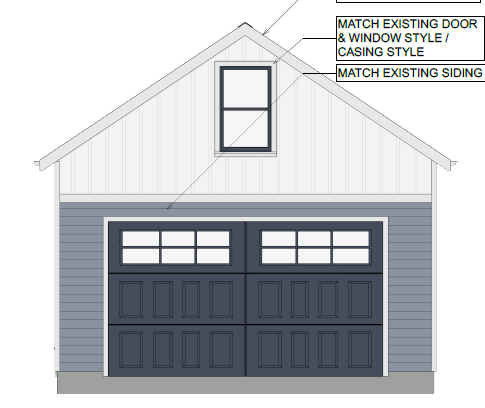 MATCH EXISTING DOOR
& WINDOW STYLE /
CASING STYLE
MATCH EXISTING SIDING